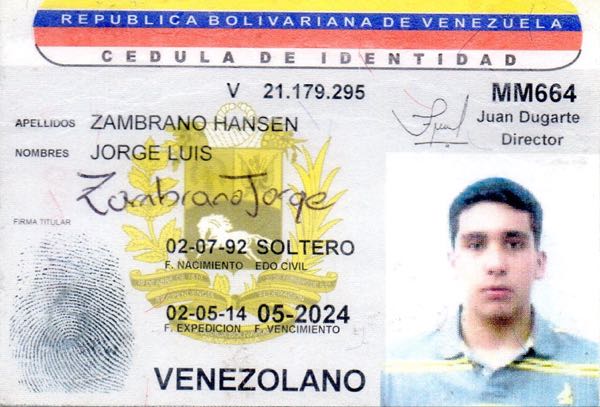 REPUBLICA BOLIVARIANA DE VENEZUELA
CEDULA DE IDENTIDAD
V 21.179.295
MM664
Juan Dugarte
Director
APELLIDOS ZAMBRANO HANSEN
NOMBRES JORGE LUIS
Zambrano Jorge
FIRMA TITULAR
02-07-92 SOLTERO
F. NACIMIENTO EDO CIVIL
02-05-14 05-2024
F. EXPEDICION F. VENCIMIENTO
VENEZOLANO